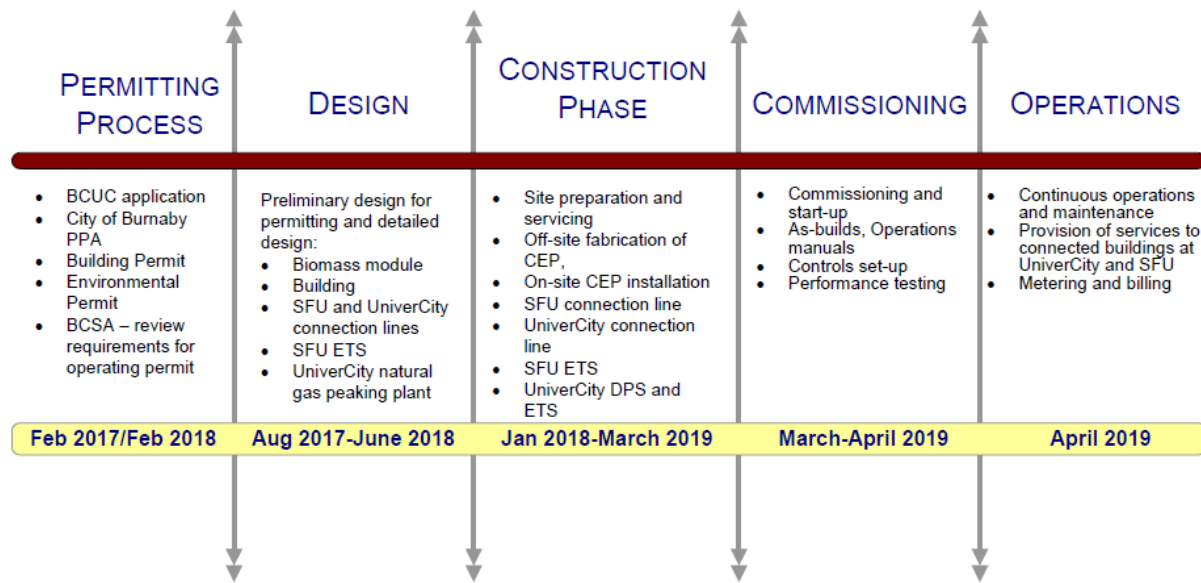 PERMITTING
PROCESS
DESIGN
CONSTRUCTION
PHASE
COMMISSIONING
OPERATIONS
• BCUC application
• City of Burnaby
PPA
• Building Permit
• Environmental
Permit
• BCSA – review
requirements for
operating permit
Preliminary design for
permitting and detailed
design:
• Biomass module
• Building
• SFU and UniverCity
connection lines
• SFU ETS
• UniverCity natural
gas peaking plant
• Site preparation and
servicing
• Off-site fabrication of
CEP,
• On-site CEP installation
• SFU connection line
• UniverCity connection
line
• SFU ETS
• UniverCity DPS and
ETS
• Commissioning and
start-up
• As-builds, Operations
manuals
• Controls set-up
• Performance testing
• Continuous operations
and maintenance
• Provision of services to
connected buildings at
UniverCity and SFU
• Metering and billing
Feb 2017/Feb 2018
Aug 2017-June 2018
Jan 2018-March 2019
March-April 2019
April 2019